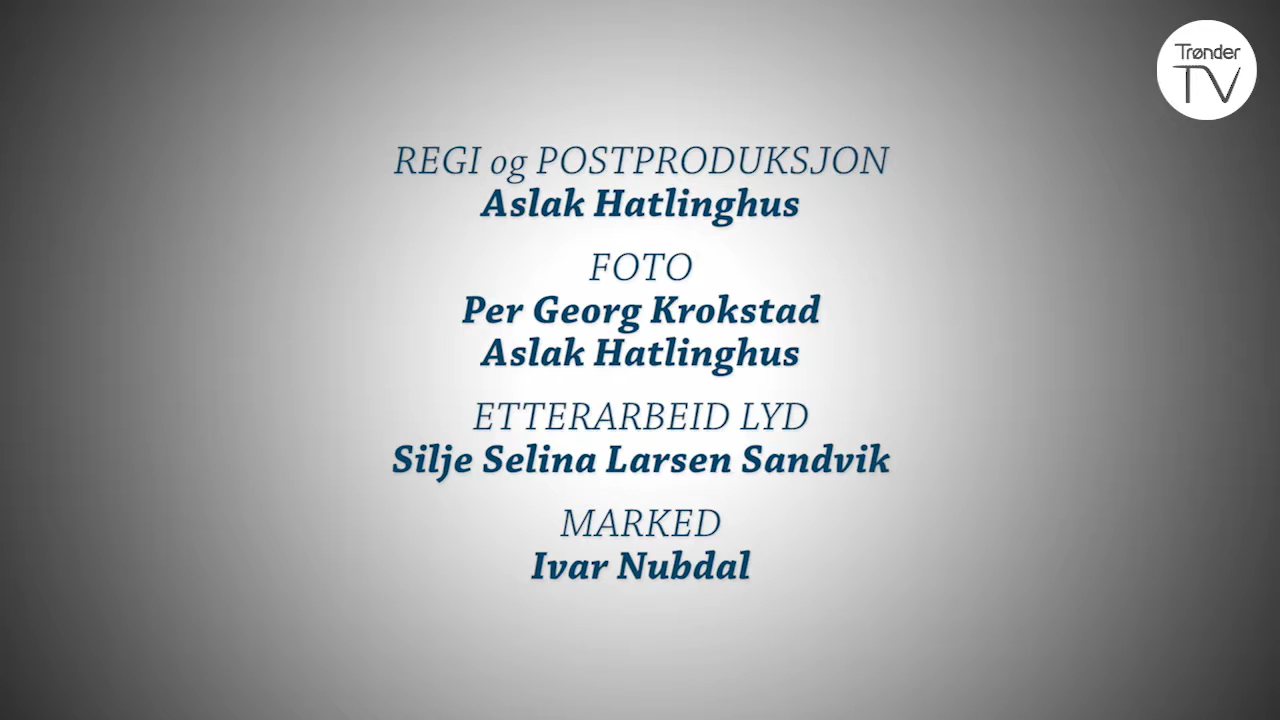 Trønder
TV
REGI og POSTPRODUKSJON
Aslak Hatlinghus
FOTO
Per Georg Krokstad
Aslak Hatlinghus
ETTERARBEID LYD
Silje Selina Larsen Sandvik
MARKED
Ivar Nubdal